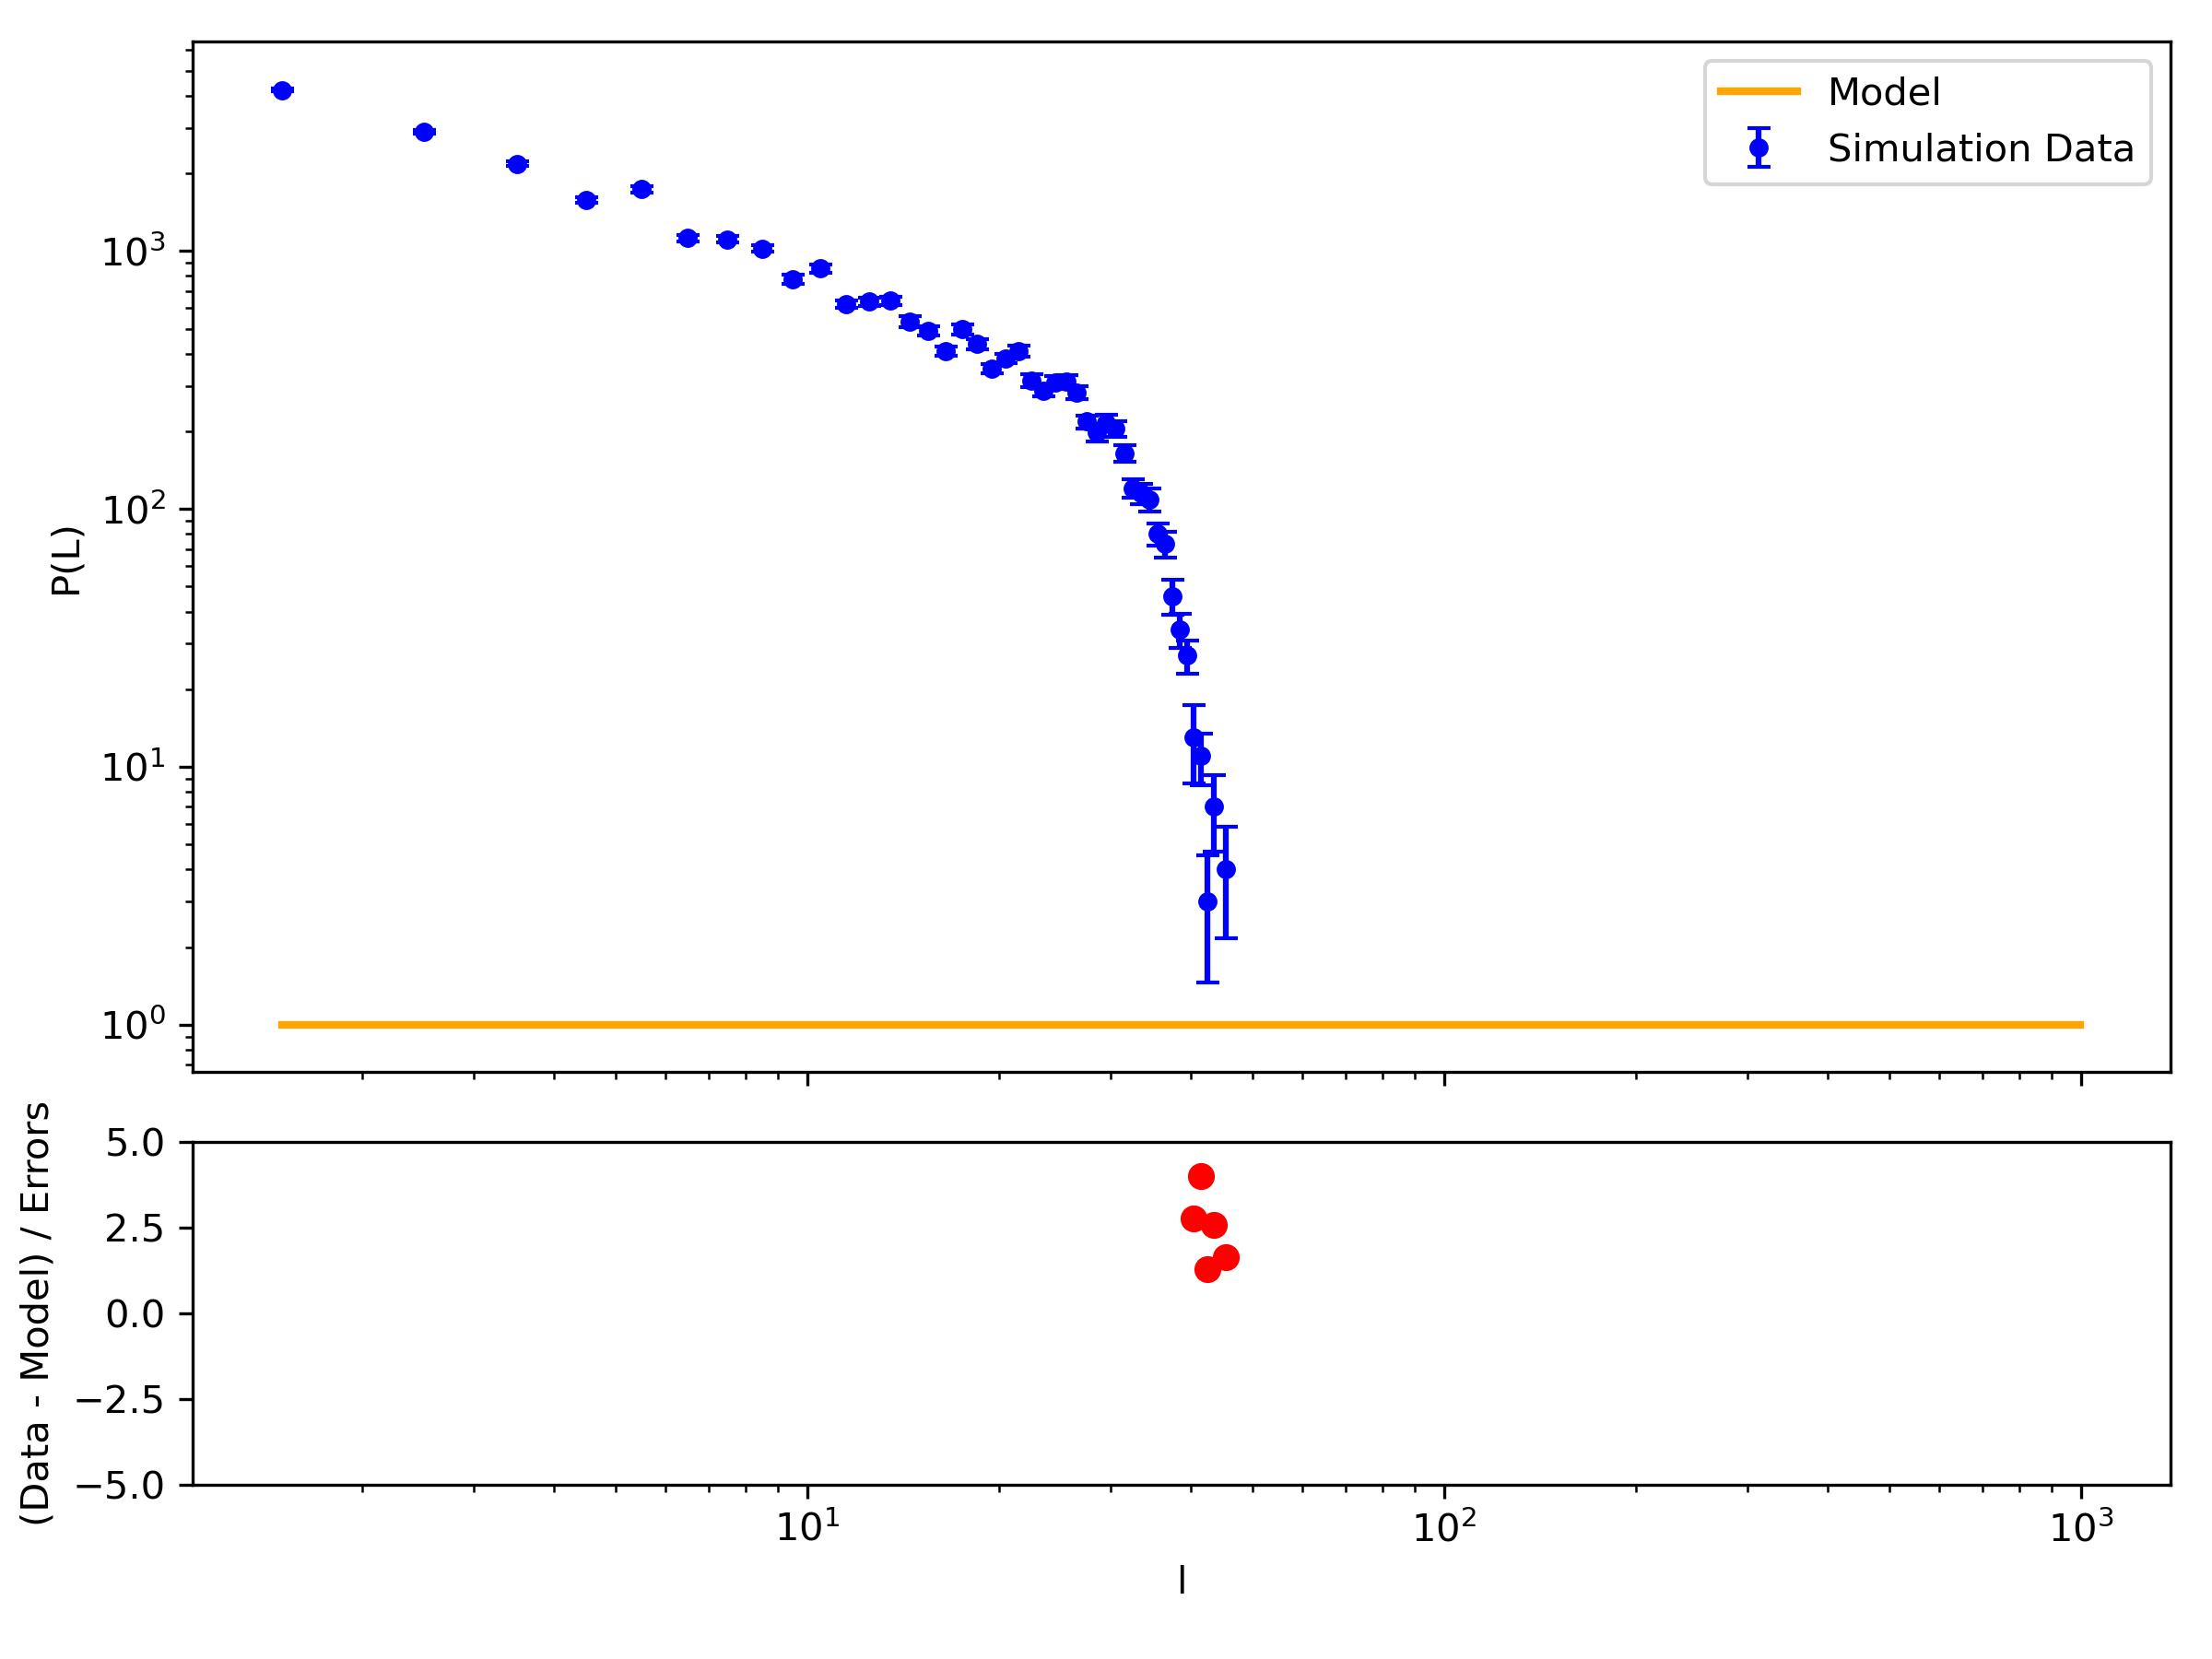 Model
Simulation Data
P(L)
10³
10²
10¹
10⁰
(Data - Model) / Errors
5.0
2.5
0.0
−2.5
−5.0
10¹
10²
10³
l